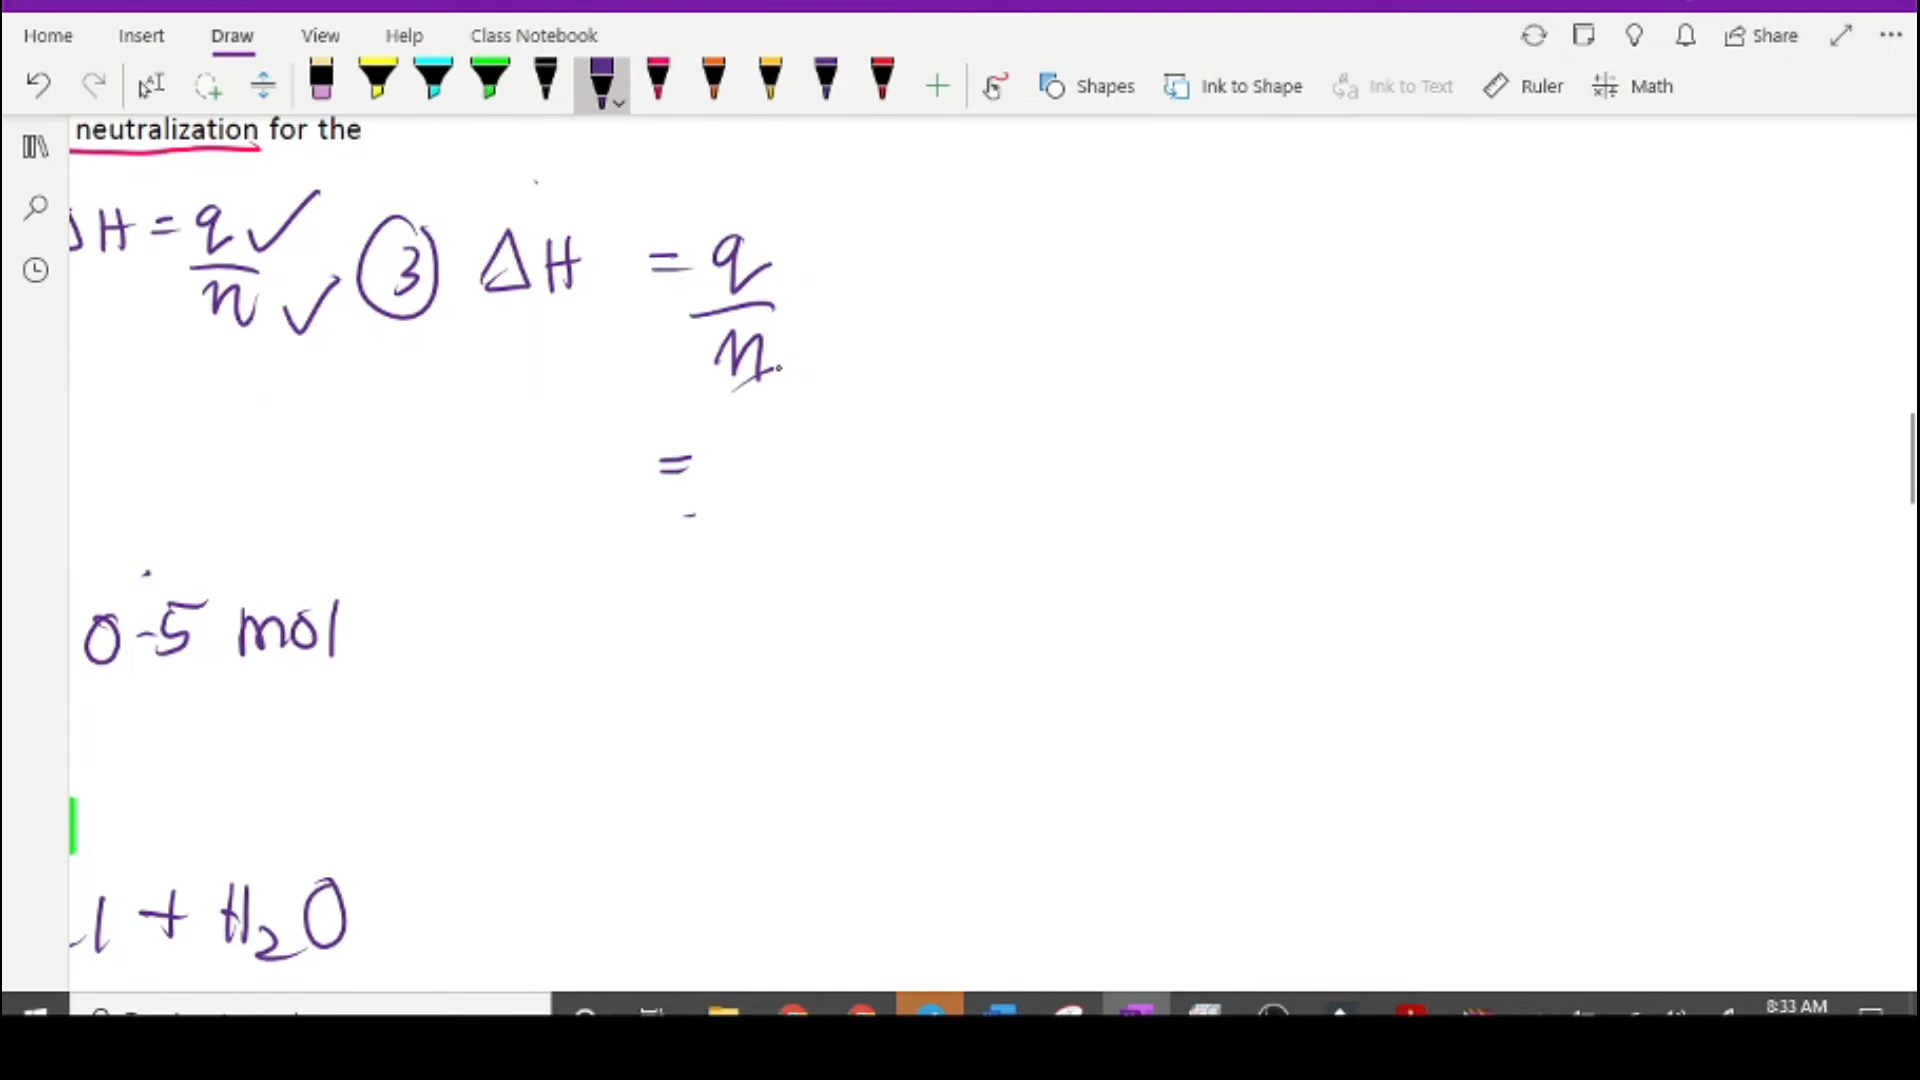 Home Insert Draw View Help Class Notebook Share
Shapes Ink to Shape Ink to Text Ruler Math
neutralization for the
ΔH = q ✓
n ✓
③ ΔH = q
n
=
0.5 mol
l + H₂O
8:33 AM